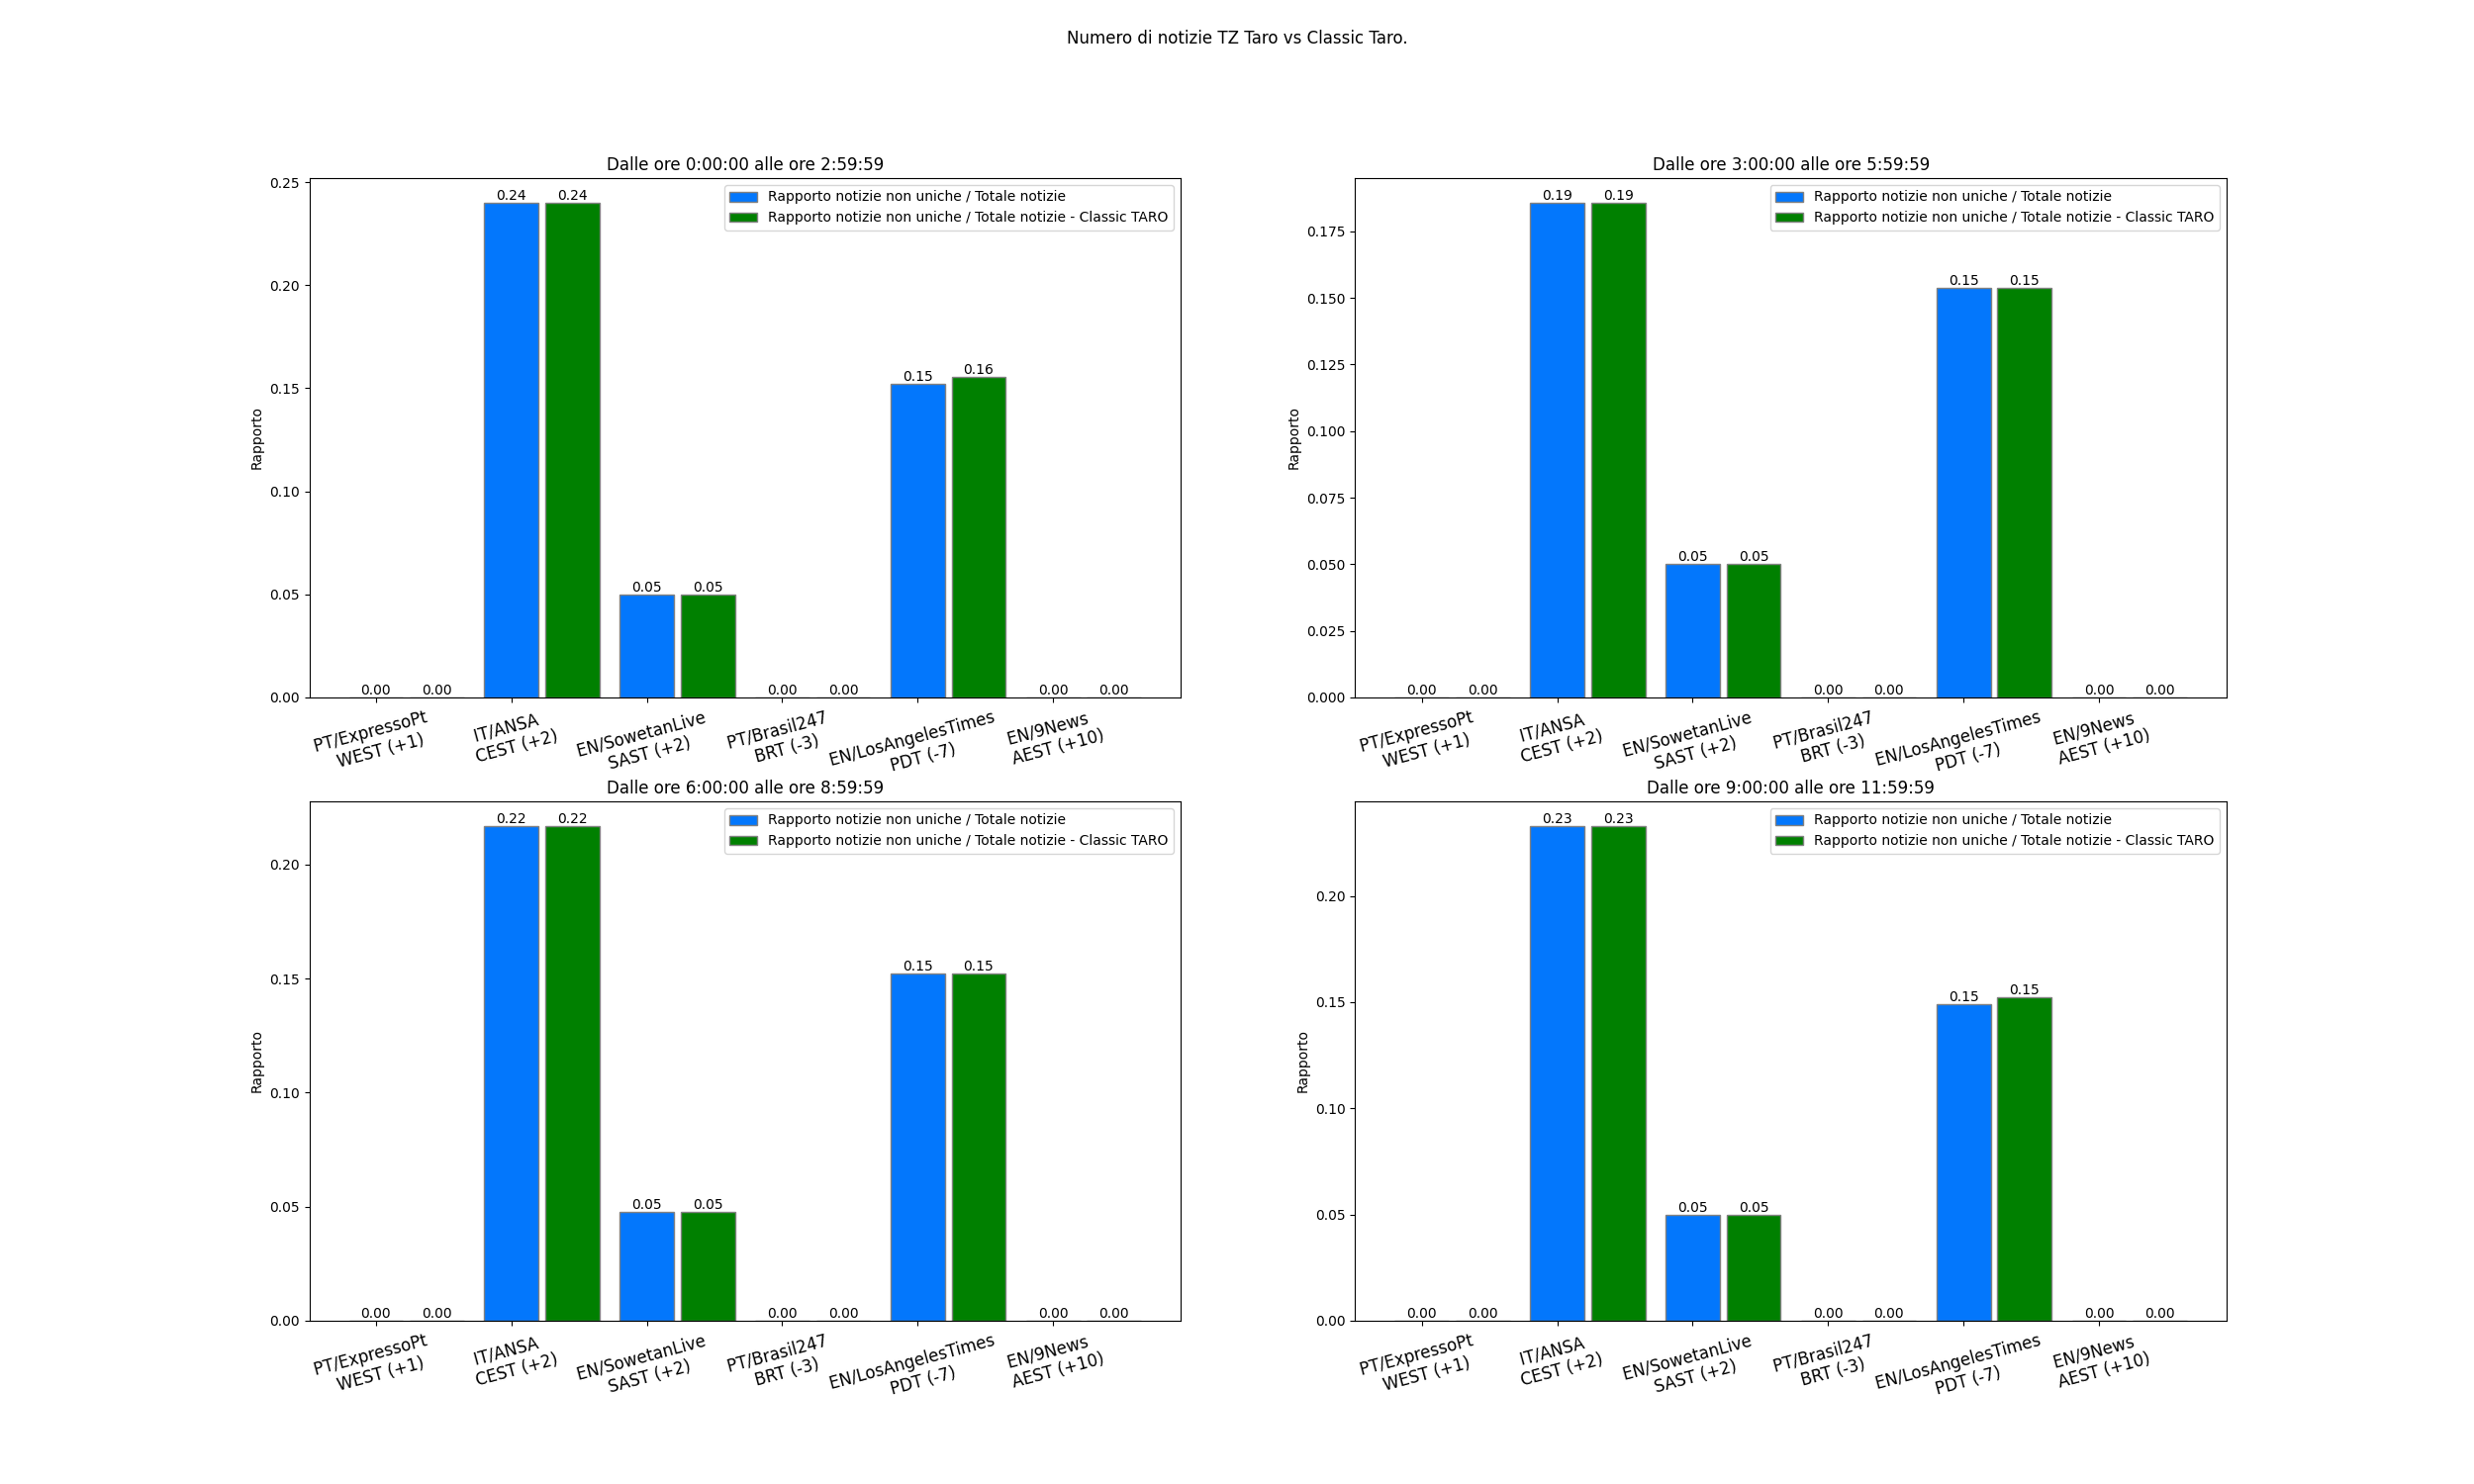 Numero di notizie TZ Taro vs Classic Taro.
Dalle ore 0:00:00 alle ore 2:59:59
Rapporto notizie non uniche / Totale notizie
Rapporto notizie non uniche / Totale notizie - Classic TARO
Rapporto
0.25
0.20
0.15
0.10
0.05
0.00
0.00 0.00 0.24 0.24 0.05 0.05 0.00 0.00 0.15 0.16 0.00 0.00
PT/ExpressoPt
WEST (+1)
IT/ANSA
CEST (+2)
EN/SowetanLive
SAST (+2)
PT/Brasil247
BRT (-3)
EN/LosAngelesTimes
PDT (-7)
EN/9News
AEST (+10)
Dalle ore 3:00:00 alle ore 5:59:59
Rapporto notizie non uniche / Totale notizie
Rapporto notizie non uniche / Totale notizie - Classic TARO
Rapporto
0.175
0.150
0.125
0.100
0.075
0.050
0.025
0.000
0.00 0.00 0.19 0.19 0.05 0.05 0.00 0.00 0.15 0.15 0.00 0.00
PT/ExpressoPt
WEST (+1)
IT/ANSA
CEST (+2)
EN/SowetanLive
SAST (+2)
PT/Brasil247
BRT (-3)
EN/LosAngelesTimes
PDT (-7)
EN/9News
AEST (+10)
Dalle ore 6:00:00 alle ore 8:59:59
Rapporto notizie non uniche / Totale notizie
Rapporto notizie non uniche / Totale notizie - Classic TARO
Rapporto
0.20
0.15
0.10
0.05
0.00
0.00 0.00 0.22 0.22 0.05 0.05 0.00 0.00 0.15 0.15 0.00 0.00
PT/ExpressoPt
WEST (+1)
IT/ANSA
CEST (+2)
EN/SowetanLive
SAST (+2)
PT/Brasil247
BRT (-3)
EN/LosAngelesTimes
PDT (-7)
EN/9News
AEST (+10)
Dalle ore 9:00:00 alle ore 11:59:59
Rapporto notizie non uniche / Totale notizie
Rapporto notizie non uniche / Totale notizie - Classic TARO
Rapporto
0.20
0.15
0.10
0.05
0.00
0.00 0.00 0.23 0.23 0.05 0.05 0.00 0.00 0.15 0.15 0.00 0.00
PT/ExpressoPt
WEST (+1)
IT/ANSA
CEST (+2)
EN/SowetanLive
SAST (+2)
PT/Brasil247
BRT (-3)
EN/LosAngelesTimes
PDT (-7)
EN/9News
AEST (+10)